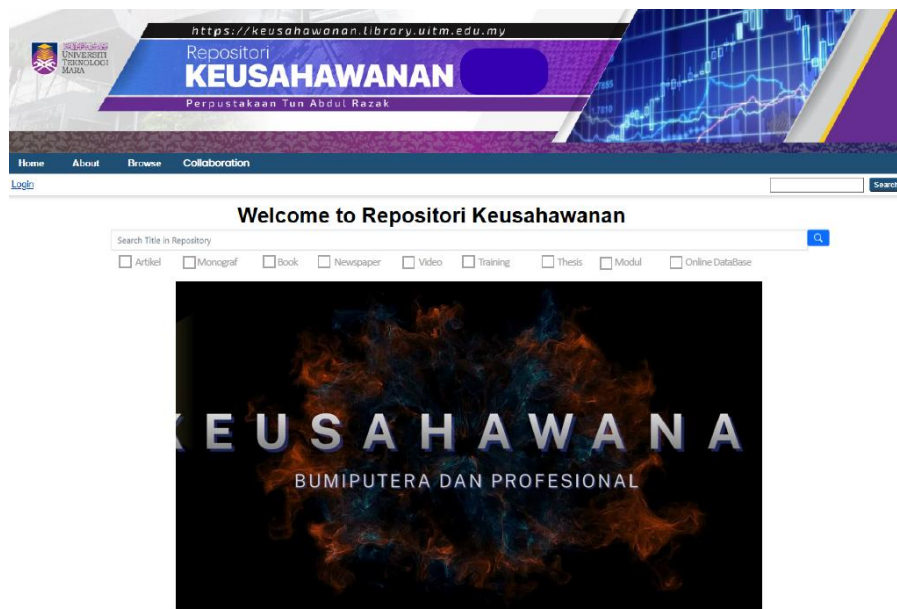 https://keusahawanan.library.uitm.edu.my
UNIVERSITI
TEKNOLOGI
MARA
Repositori
KEUSAHAWANAN
Perpustakaan Tun Abdul Razak
Home About Browse Collaboration
Login
Search
Welcome to Repositori Keusahawanan
Search Title in Repository
Artikel Monograf Book Newspaper Video Training Thesis Modul Online DataBase
KEUSAHAWANA
BUMIPUTERA DAN PROFESIONAL